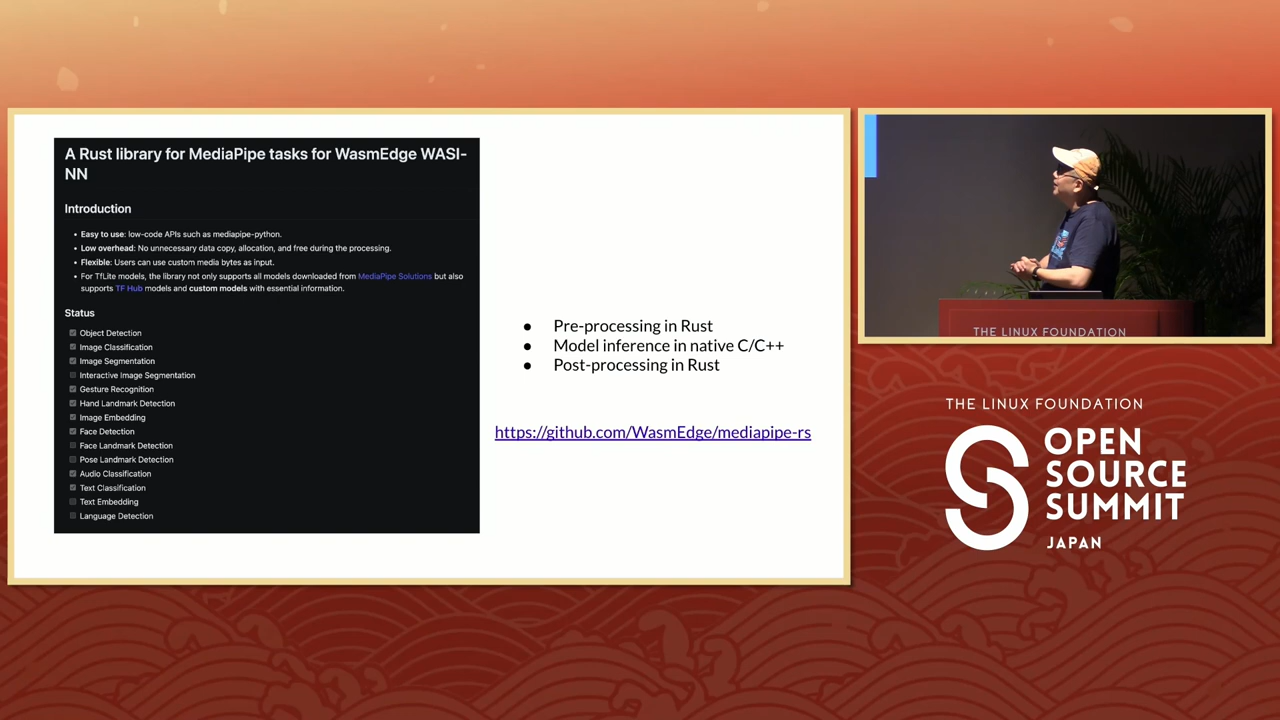 A Rust library for MediaPipe tasks for WasmEdge WASI-
NN
Introduction
• Easy to use: low-code APIs such as mediapipe-python.
• Low overhead: No unnecessary data copy, allocation, and free during the processing.
• Flexible: Users can use custom media bytes as input.
• For TfLite models, the library not only supports all models downloaded from MediaPipe Solutions but also
supports TF Hub models and custom models with essential information.
Status
Object Detection
Image Classification
Image Segmentation
Interactive Image Segmentation
Gesture Recognition
Hand Landmark Detection
Image Embedding
Face Detection
Face Landmark Detection
Pose Landmark Detection
Audio Classification
Text Classification
Text Embedding
Language Detection
● Pre-processing in Rust
● Model inference in native C/C++
● Post-processing in Rust
https://github.com/WasmEdge/mediapipe-rs
THE LINUX FOUNDATION
THE LINUX FOUNDATION
OPEN
SOURCE
SUMMIT
JAPAN